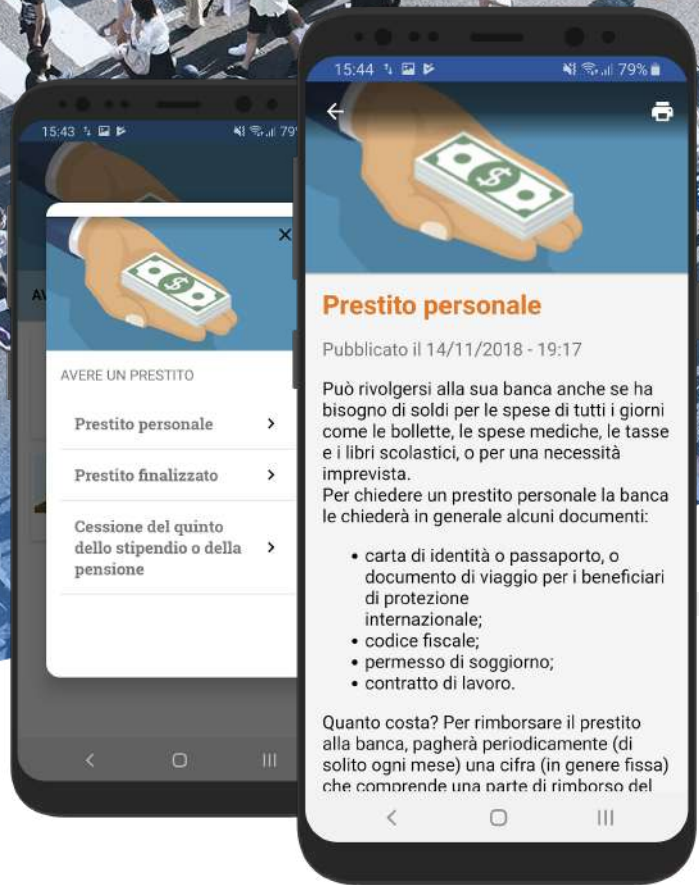 15:43
79
AV
AVERE UN PRESTITO
Prestito personale
Prestito finalizzato
Cessione del quinto
dello stipendio o della
pensione
15:44
79%
Prestito personale
Pubblicato il 14/11/2018 - 19:17
Può rivolgersi alla sua banca anche se ha
bisogno di soldi per le spese di tutti i giorni
come le bollette, le spese mediche, le tasse
e i libri scolastici, o per una necessità
imprevista.
Per chiedere un prestito personale la banca
le chiederà in generale alcuni documenti:
• carta di identità o passaporto, o
documento di viaggio per i beneficiari
di protezione
internazionale;
• codice fiscale;
• permesso di soggiorno;
• contratto di lavoro.
Quanto costa? Per rimborsare il prestito
alla banca, pagherà periodicamente (di
solito ogni mese) una cifra (in genere fissa)
che comprende una parte di rimborso del